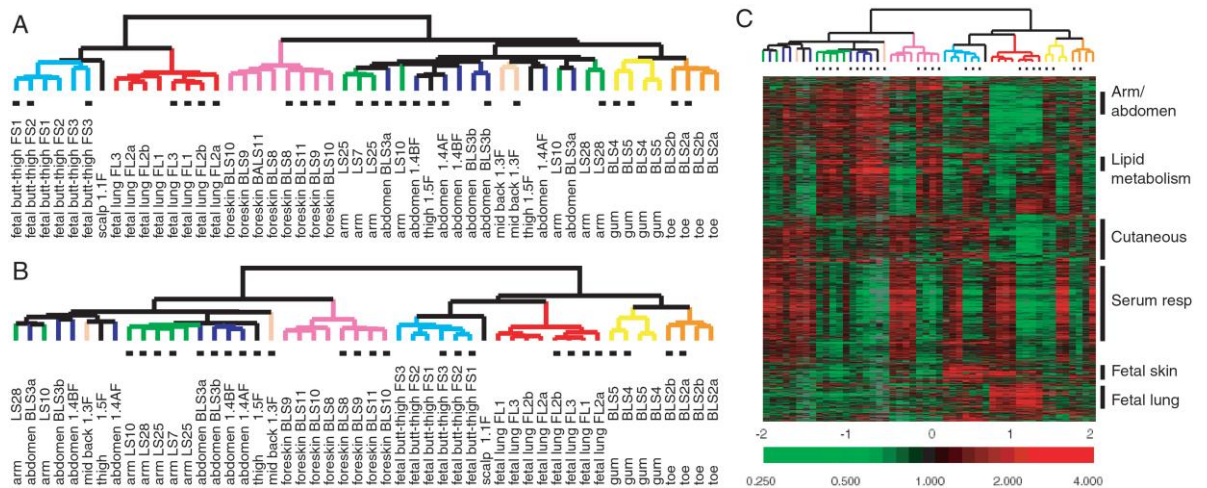 A
fetal butt-thigh FS1
fetal butt-thigh FS2
fetal butt-thigh FS1
fetal butt-thigh FS2
fetal butt-thigh FS3
fetal butt-thigh FS3
scalp 1.1F
fetal lung FL3
fetal lung FL2a
fetal lung FL2b
fetal lung FL1
fetal lung FL3
fetal lung FL1
fetal lung FL2b
fetal lung FL2a
foreskin BLS10
foreskin BLS9
foreskin BALS11
foreskin BLS8
foreskin BLS8
foreskin BLS11
foreskin BLS9
foreskin BLS10
arm LS25
arm LS7
arm LS25
abdomen BLS3a
arm LS10
abdomen 1.4BF
thigh 1.5F
abdomen 1.4AF
abdomen 1.4BF
abdomen BLS3b
abdomen BLS3b
mid back 1.3F
mid back 1.3F
thigh 1.5F
abdomen 1.4AF
arm LS10
abdomen BLS3a
arm LS28
arm LS28
gum BLS4
gum BLS5
gum BLS4
gum BLS5
toe BLS2b
toe BLS2a
toe BLS2b
toe BLS2a
B
arm LS28
abdomen BLS3a
arm LS10
abdomen BLS3b
abdomen 1.4BF
mid back 1.3F
thigh 1.5F
abdomen 1.4AF
arm LS10
arm LS28
arm LS25
arm LS7
arm LS25
abdomen BLS3a
abdomen BLS3b
abdomen 1.4BF
abdomen 1.4AF
thigh 1.5F
mid back 1.3F
foreskin BLS9
foreskin BLS11
foreskin BLS10
foreskin BLS8
foreskin BLS8
foreskin BLS9
foreskin BLS11
foreskin BLS10
fetal butt-thigh FS3
fetal butt-thigh FS2
fetal butt-thigh FS1
fetal butt-thigh FS3
fetal butt-thigh FS2
fetal butt-thigh FS1
scalp 1.1F
fetal lung FL1
fetal lung FL3
fetal lung FL2b
fetal lung FL2a
fetal lung FL2b
fetal lung FL3
fetal lung FL1
fetal lung FL2a
gum BLS5
gum BLS4
gum BLS5
gum BLS4
toe BLS2b
toe BLS2a
toe BLS2b
toe BLS2a
C
Arm/
abdomen
Lipid
metabolism
Cutaneous
Serum resp
Fetal skin
Fetal lung
-2 -1 0 1 2
0.250 0.500 1.000 2.000 4.000